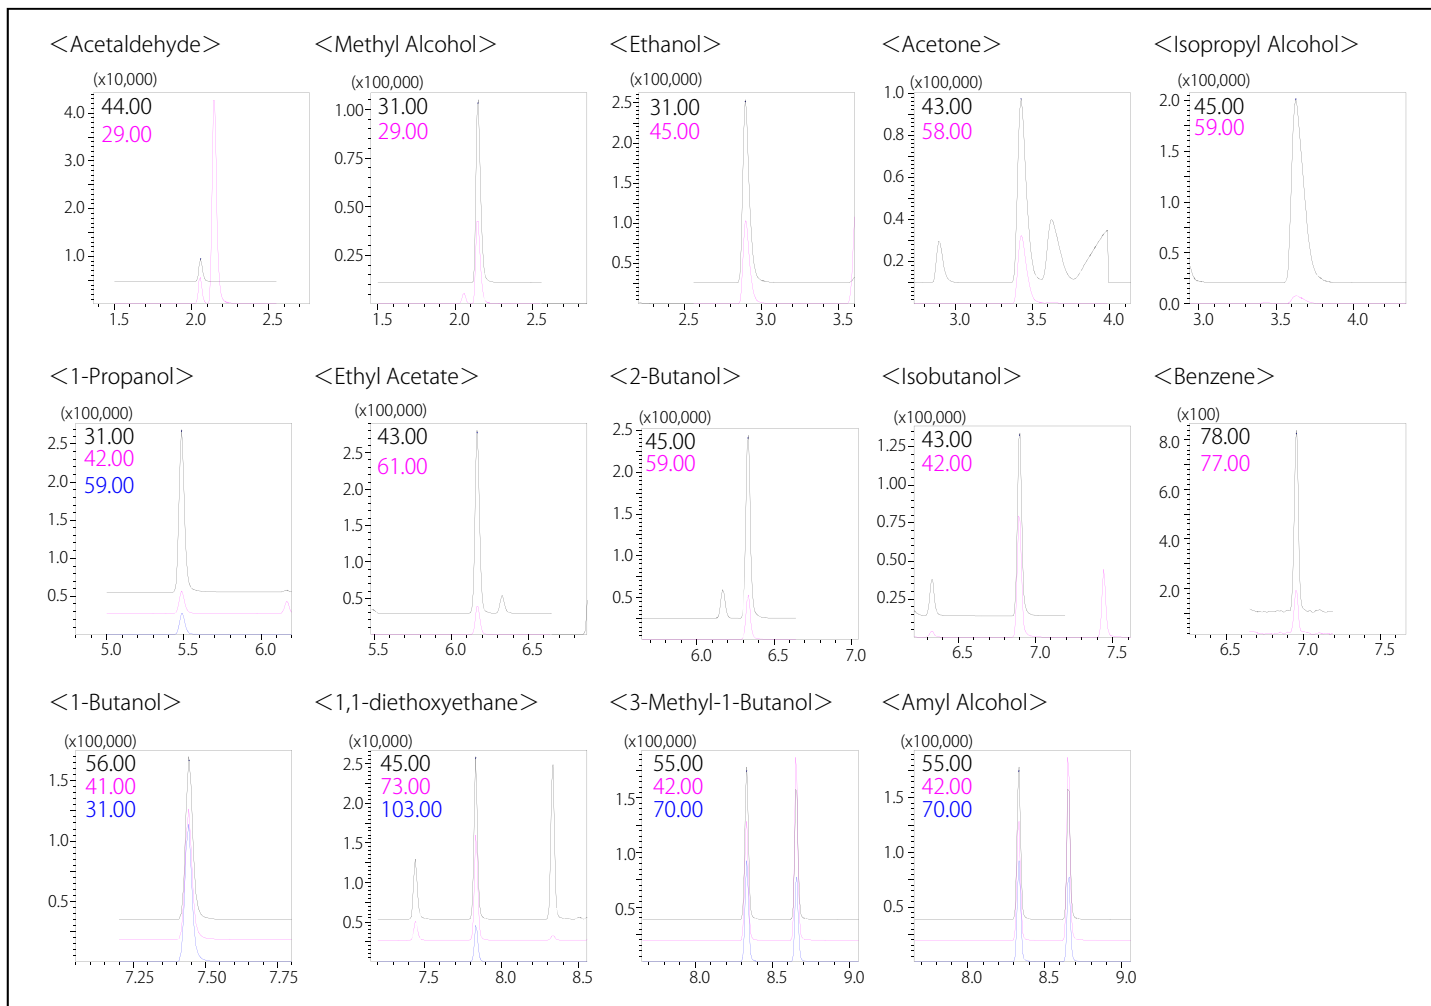 <Acetaldehyde>
(x10,000)
44.00
29.00
4.0
3.0
2.0
1.0
1.5 2.0 2.5
<Methyl Alcohol>
(x100,000)
31.00
29.00
1.00
0.75
0.50
0.25
1.5 2.0 2.5
<Ethanol>
(x100,000)
31.00
45.00
2.5
2.0
1.5
1.0
0.5
2.5 3.0 3.5
<Acetone>
(x100,000)
43.00
58.00
1.0
0.8
0.6
0.4
0.2
3.0 3.5 4.0
<Isopropyl Alcohol>
(x100,000)
45.00
59.00
2.0
1.5
1.0
0.5
0.0
3.0 3.5 4.0
<1-Propanol>
(x100,000)
31.00
42.00
59.00
2.5
2.0
1.5
1.0
0.5
5.0 5.5 6.0
<Ethyl Acetate>
(x100,000)
43.00
61.00
2.5
2.0
1.5
1.0
0.5
5.5 6.0 6.5
<2-Butanol>
(x100,000)
45.00
59.00
2.5
2.0
1.5
1.0
0.5
6.0 6.5 7.0
<Isobutanol>
(x100,000)
43.00
42.00
1.25
1.00
0.75
0.50
0.25
6.5 7.0 7.5
<Benzene>
(x100)
78.00
77.00
8.0
6.0
4.0
2.0
6.5 7.0 7.5
<1-Butanol>
(x100,000)
56.00
41.00
31.00
1.5
1.0
0.5
7.25 7.50 7.75
<1,1-diethoxyethane>
(x10,000)
45.00
73.00
103.00
2.5
2.0
1.5
1.0
0.5
7.5 8.0 8.5
<3-Methyl-1-Butanol>
(x100,000)
55.00
42.00
70.00
1.5
1.0
0.5
8.0 8.5 9.0
<Amyl Alcohol>
(x100,000)
55.00
42.00
70.00
1.5
1.0
0.5
8.0 8.5 9.0